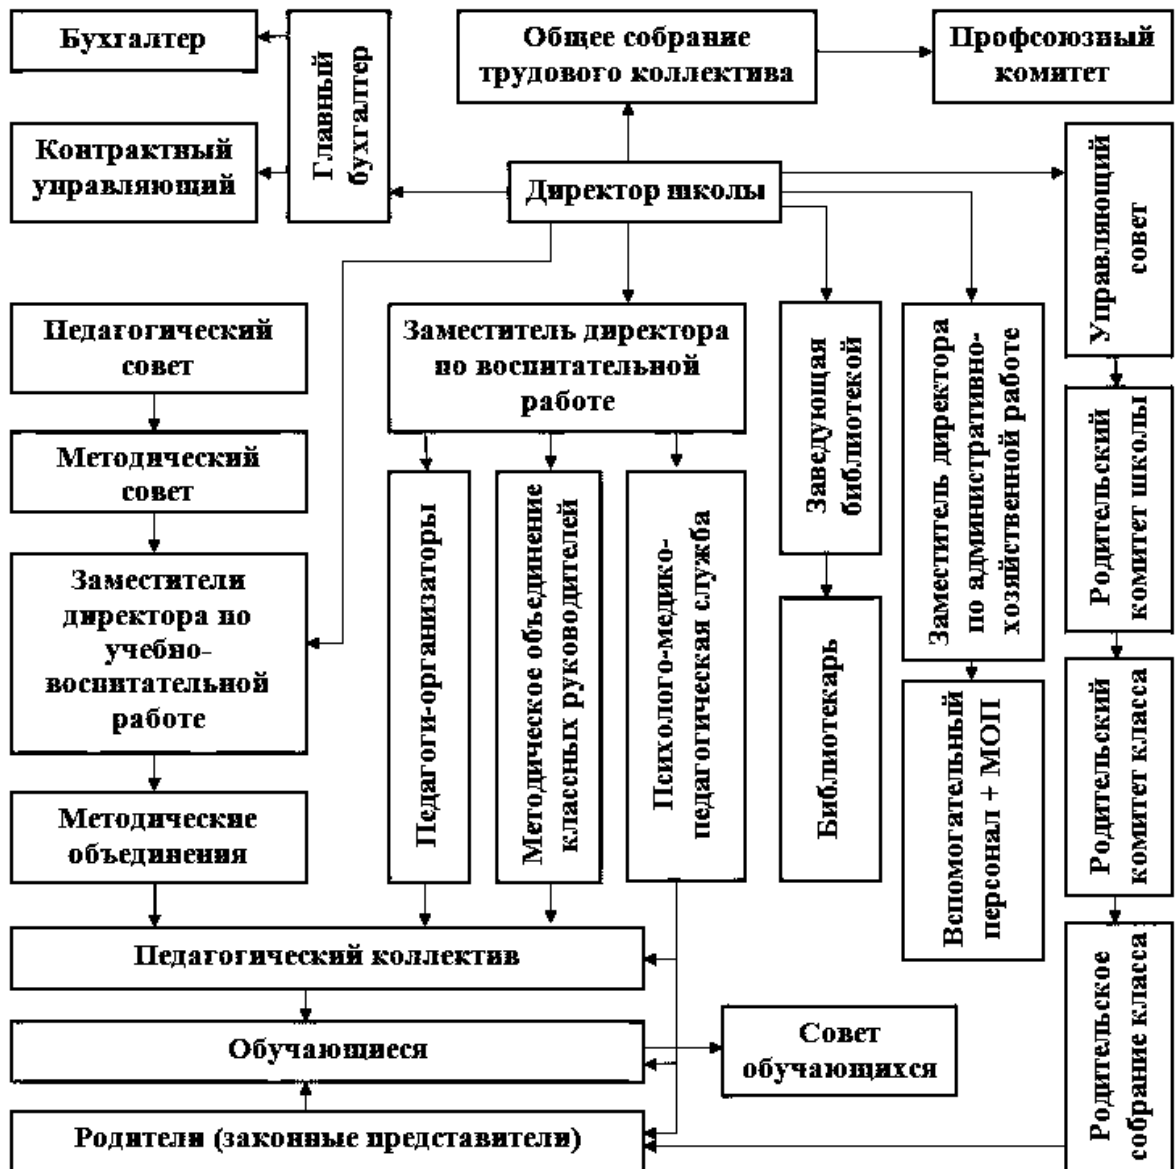 Бухгалтер
Главный
бухгалтер
Общее собрание
трудового коллектива
Профсоюзный
комитет
Контрактный
управляющий
Директор школы
Управляющий
совет
Педагогический
совет
Заместитель директора
по воспитательной
работе
Заведующая
библиотекой
Заместитель директора
по административно-
хозяйственной работе
Родительский
комитет школы
Методический
совет
Педагоги-организаторы
Методическое объединение
классных руководителей
Психолого-медико-
педагогическая служба
Заместители
директора по
учебно-
воспитательной
работе
Библиотекарь
Вспомогательный
персонал + МОП
Родительский
комитет класса
Методические
объединения
Педагогический коллектив
Родительское
собрание класса
Обучающиеся
Совет
обучающихся
Родители (законные представители)